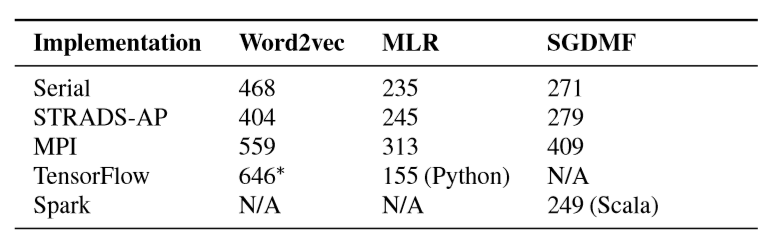 Implementation Word2vec MLR SGDMF
Serial 468 235 271
STRADS-AP 404 245 279
MPI 559 313 409
TensorFlow 646* 155 (Python) N/A
Spark N/A N/A 249 (Scala)